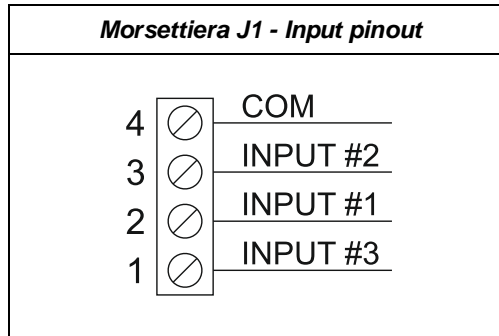 Morsettiera J1 - Input pinout
4 COM
3 INPUT #2
2 INPUT #1
1 INPUT #3